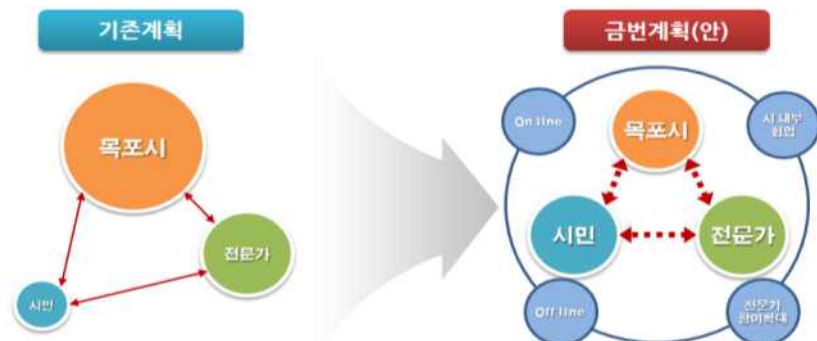 기존계획
금번계획(안)
목포시
전문가
시민
On line
시 내부
협업
목포시
시민
전문가
Off line
전문가
참여확대